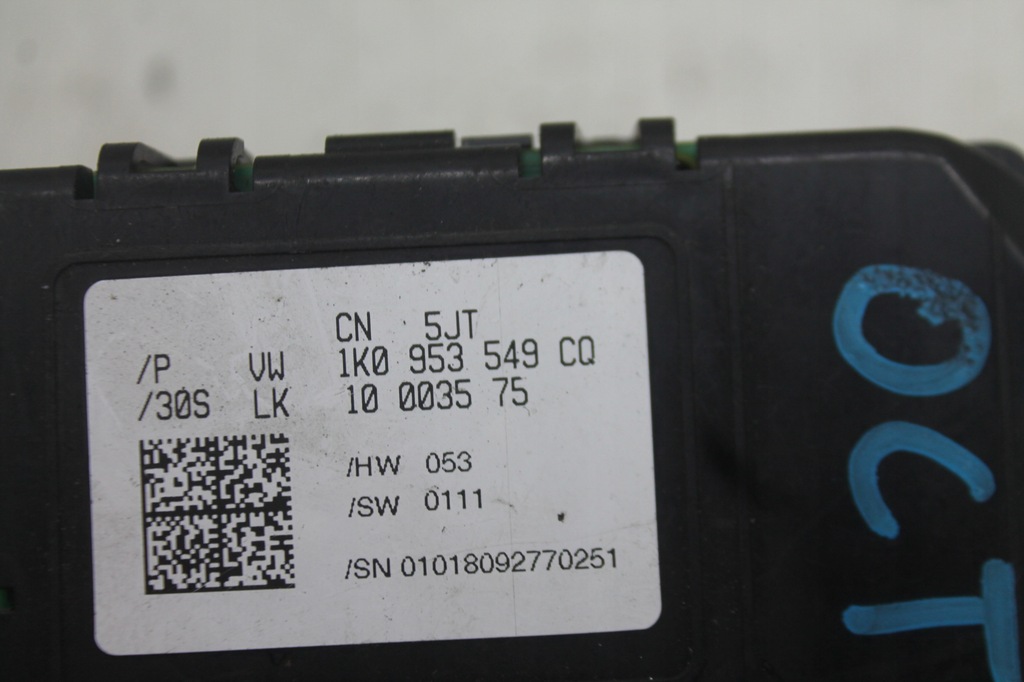 CN 5JT
/P VW 1K0 953 549 CQ
/30S LK 10 0035 75
/HW 053
/SW 0111
/SN 01018092770251
OCT